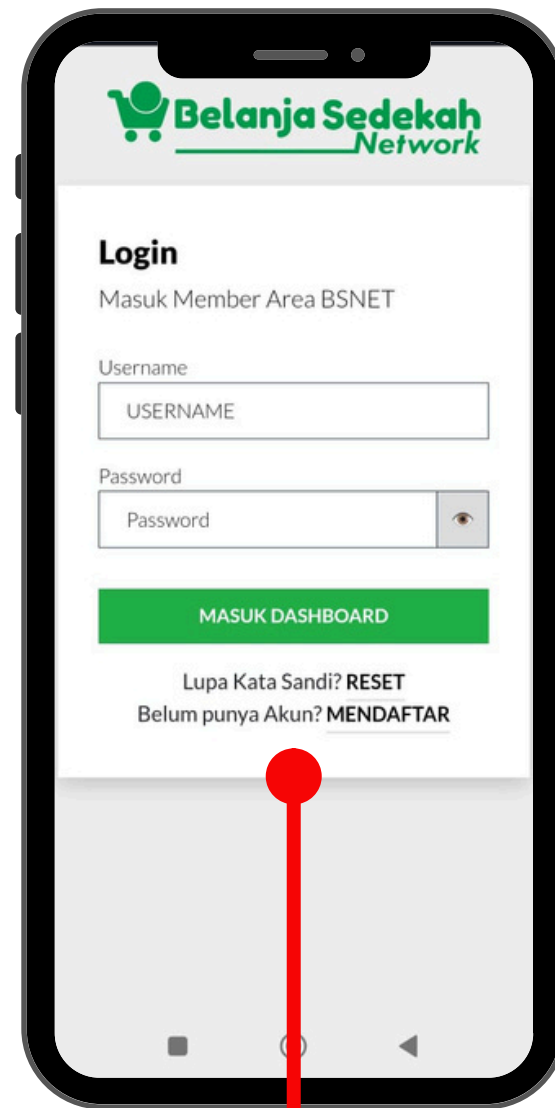 Belanja Sedekah
Network
Login
Masuk Member Area BSNET
Username
USERNAME
Password
Password
MASUK DASHBOARD
Lupa Kata Sandi? RESET
Belum punya Akun? MENDAFTAR